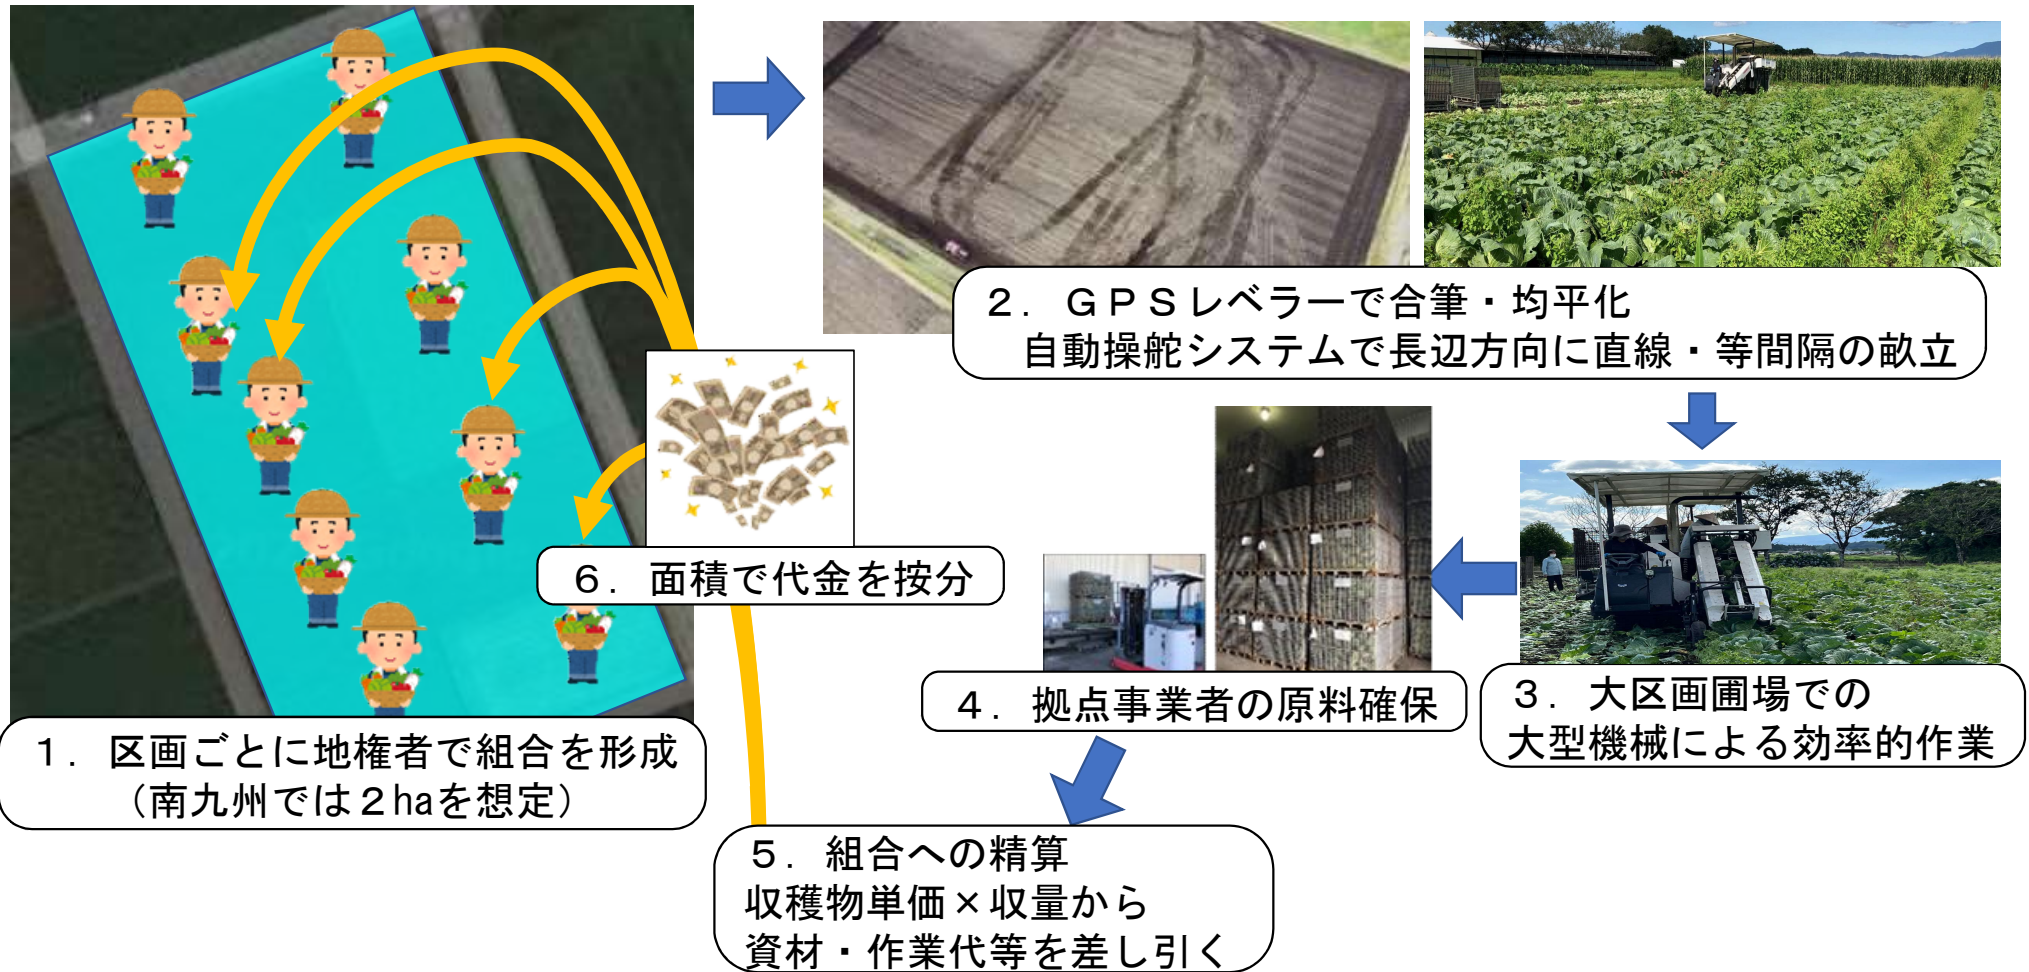 1．区画ごとに地権者で組合を形成
（南九州では２haを想定）
２．ＧＰＳレベラーで合筆・均平化
自動操舵システムで長辺方向に直線・等間隔の畝立
３．大区画圃場での
大型機械による効率的作業
４．拠点事業者の原料確保
５．組合への精算
収穫物単価×収量から
資材・作業代等を差し引く
６．面積で代金を按分